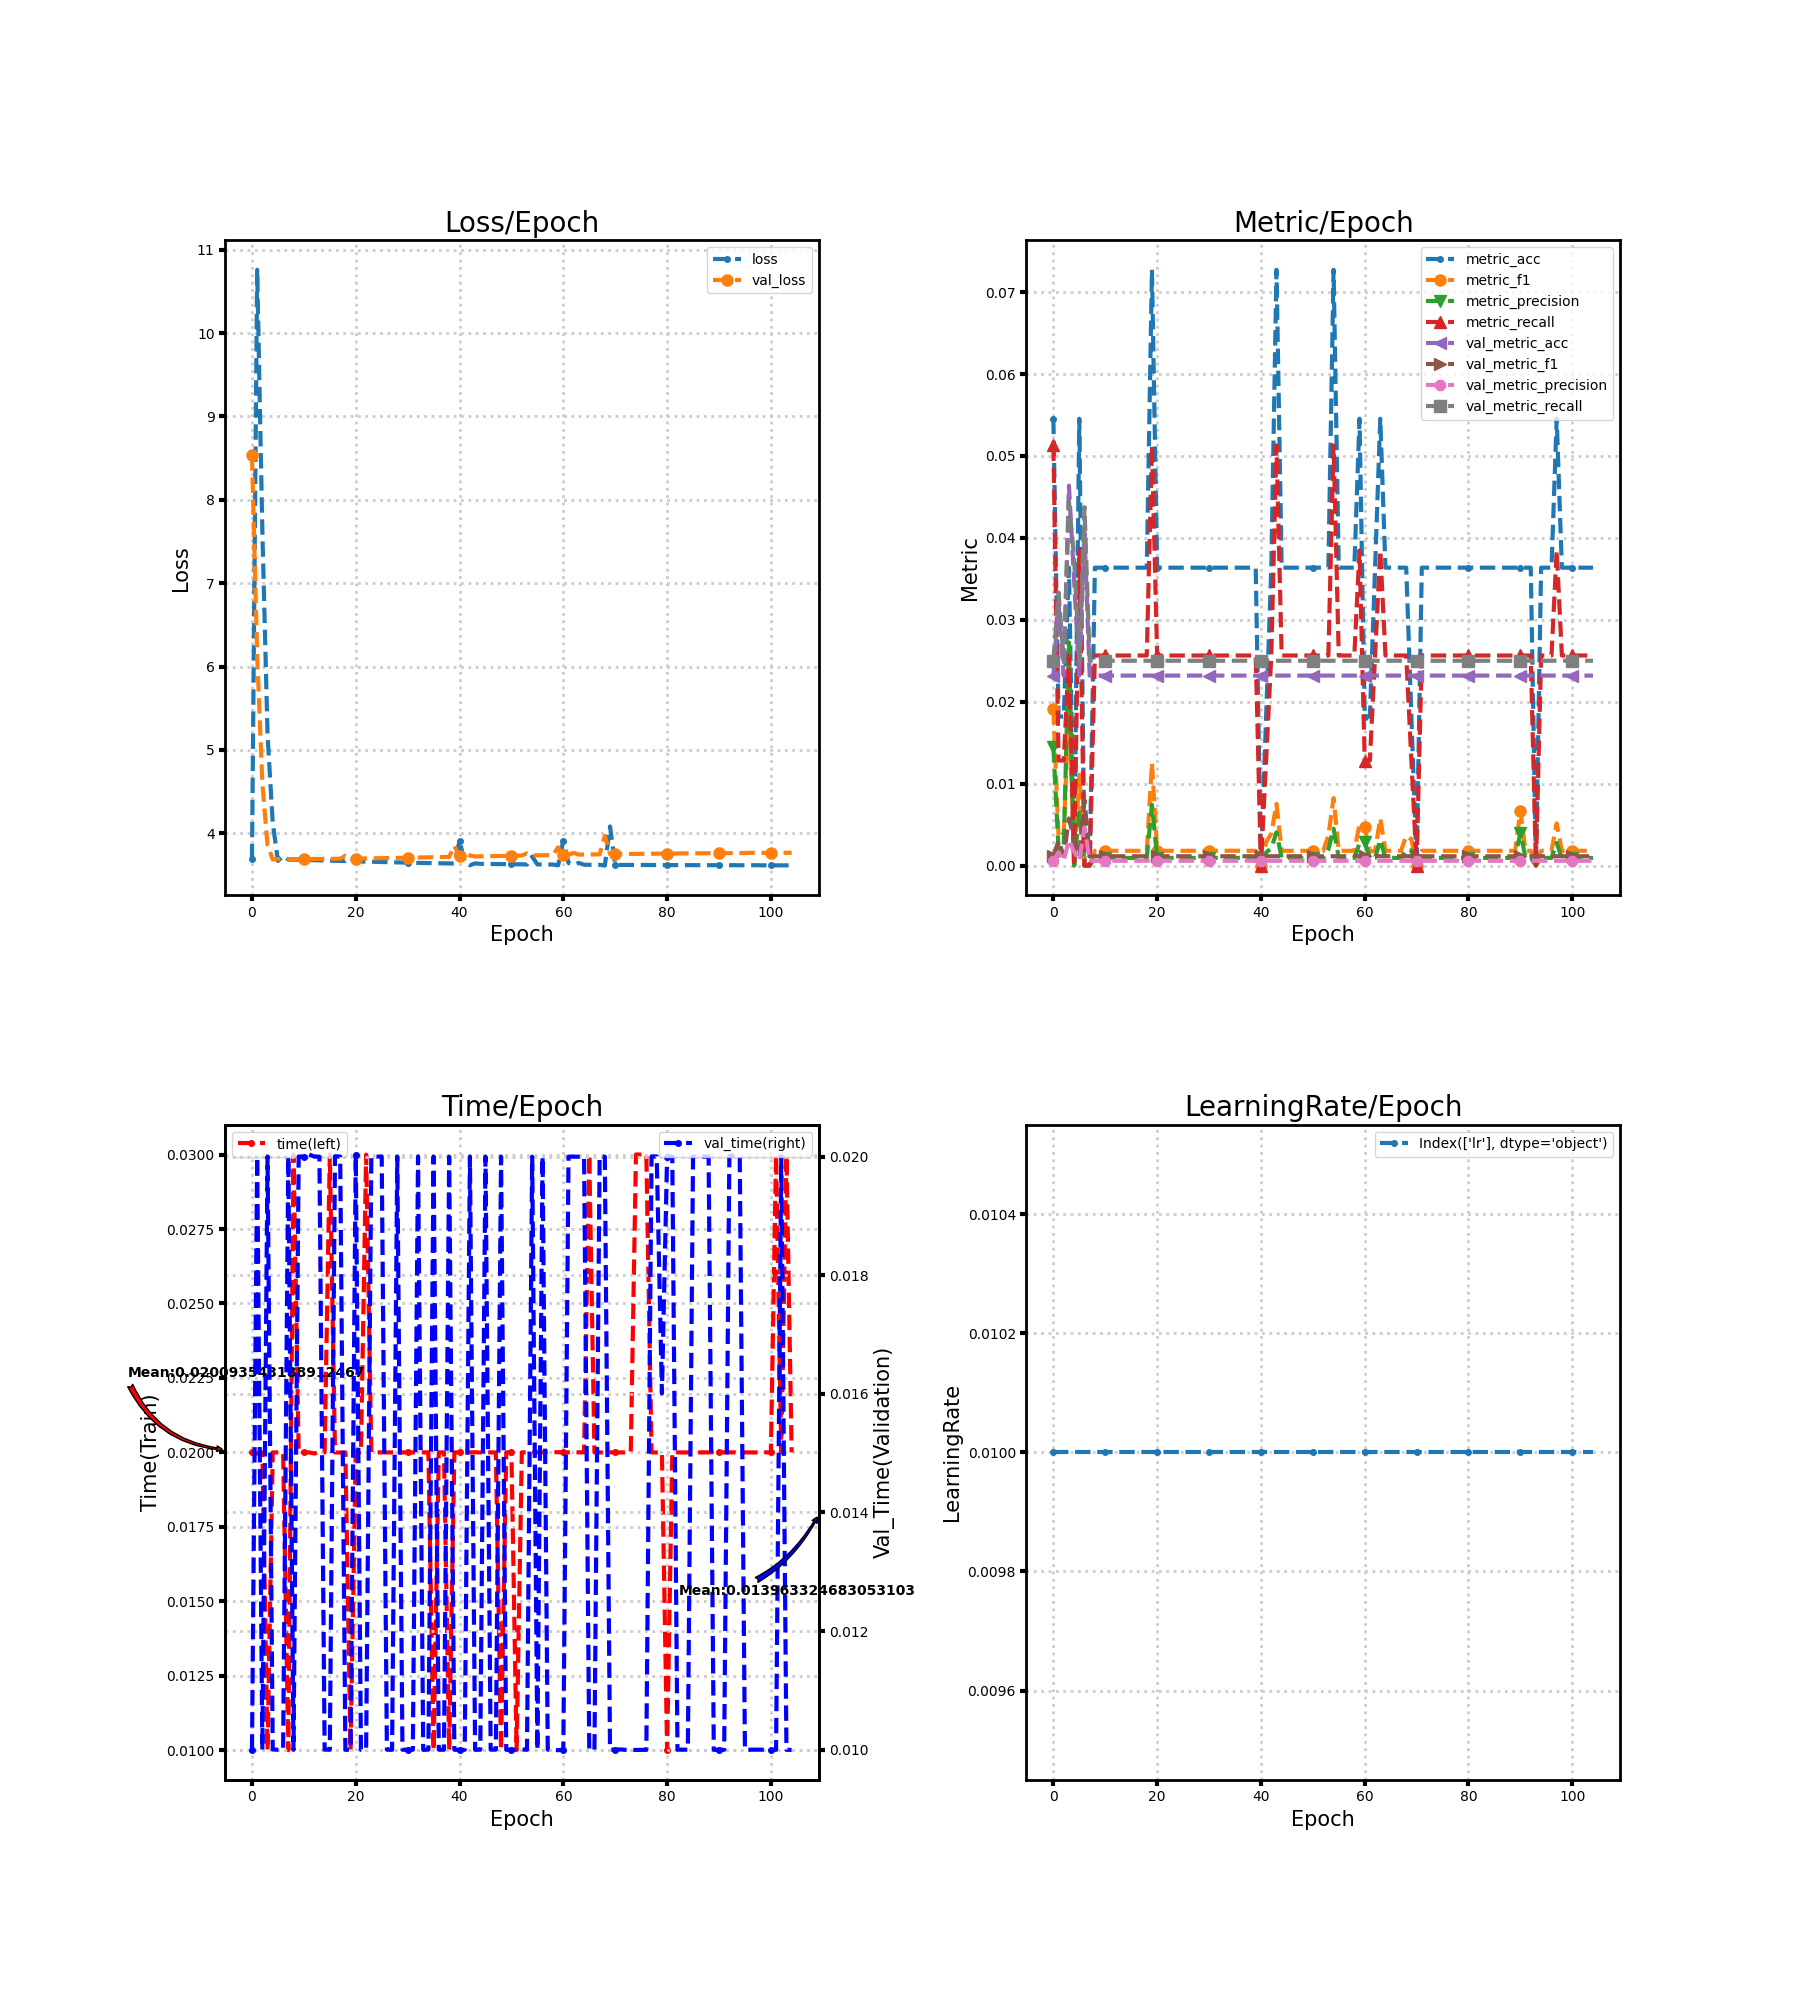 Loss/Epoch
11
10
9
8
7
6
5
4
0
20
40
60
80
100
Loss
Epoch
loss
val_loss
Metric/Epoch
0.07
0.06
0.05
0.04
0.03
0.02
0.01
0.00
0
20
40
60
80
100
Metric
Epoch
metric_acc
metric_f1
metric_precision
metric_recall
val_metric_acc
val_metric_f1
val_metric_precision
val_metric_recall
Time/Epoch
time(left)
val_time(right)
0.0300
0.0275
0.0250
0.0225
0.0200
0.0175
0.0150
0.0125
0.0100
0.020
0.018
0.016
0.014
0.012
0.010
0
20
40
60
80
100
Time(Train)
Val_Time(Validation)
Epoch
Mean:0.013963324683053103
LearningRate/Epoch
Index(['lr'], dtype='object')
0.0104
0.0102
0.0100
0.0098
0.0096
0
20
40
60
80
100
LearningRate
Epoch